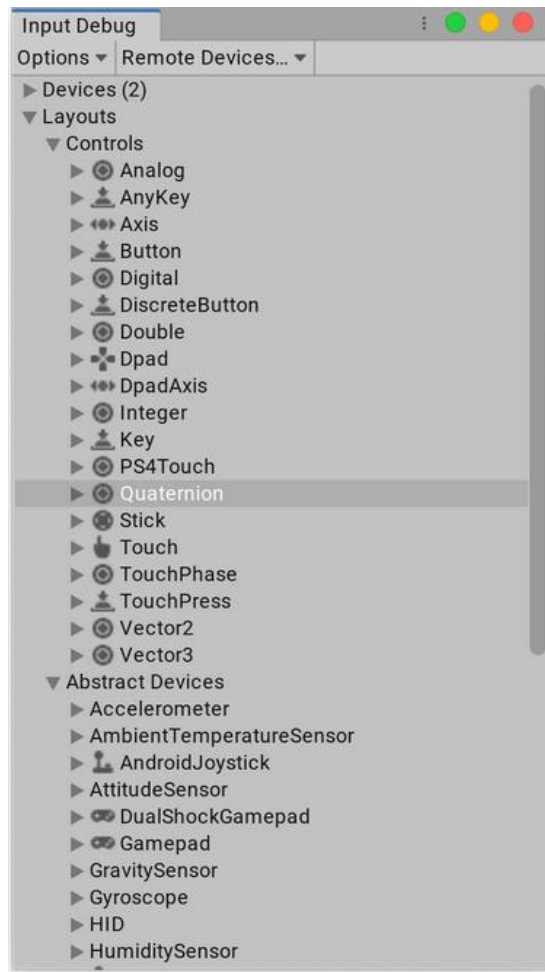 Input Debug
Options Remote Devices...
Devices (2)
Layouts
Controls
Analog
AnyKey
Axis
Button
Digital
DiscreteButton
Double
Dpad
DpadAxis
Integer
Key
PS4Touch
Quaternion
Stick
Touch
TouchPhase
TouchPress
Vector2
Vector3
Abstract Devices
Accelerometer
AmbientTemperatureSensor
AndroidJoystick
AttitudeSensor
DualShockGamepad
Gamepad
GravitySensor
Gyroscope
HID
HumiditySensor